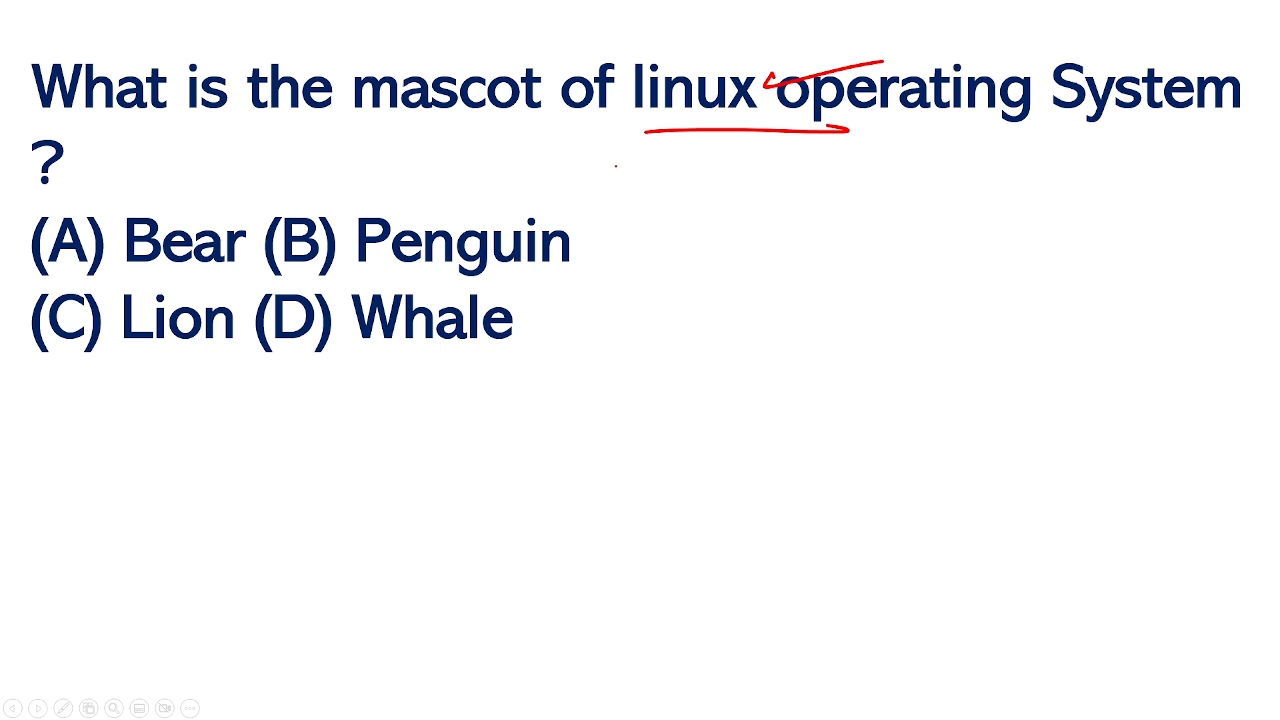 What is the mascot of linux operating System
?
(A) Bear (B) Penguin
(C) Lion (D) Whale